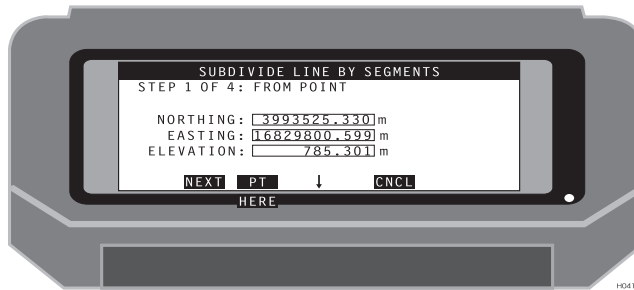 SUBDIVIDE LINE BY SEGMENTS
STEP 1 OF 4: FROM POINT
NORTHING: 3993525.330 m
EASTING: 16829800.599 m
ELEVATION: 785.301 m
NEXT PT ↓ CNCL
HERE
H041